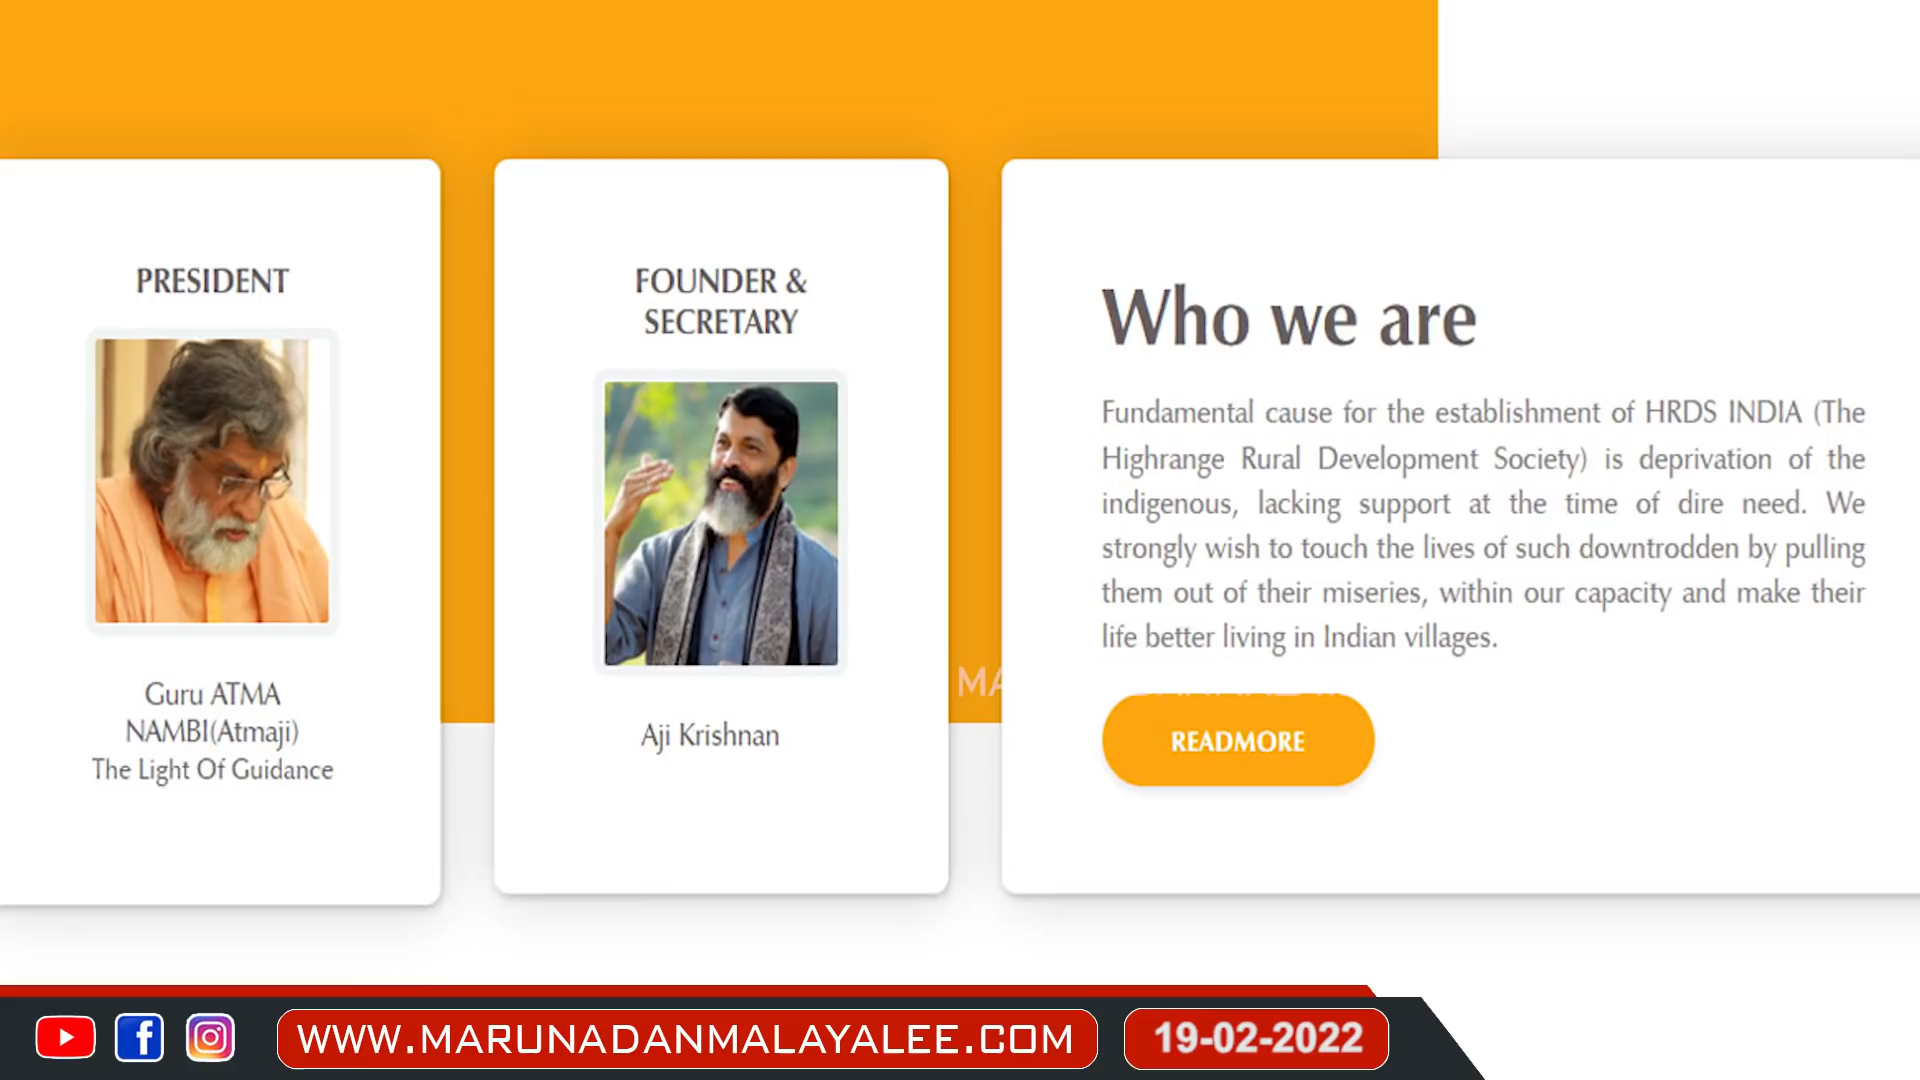 PRESIDENT
Guru ATMA
NAMBI(Atmaji)
The Light Of Guidance
FOUNDER &
SECRETARY
Aji Krishnan
Who we are
Fundamental cause for the establishment of HRDS INDIA (The
Highrange Rural Development Society) is deprivation of the
indigenous, lacking support at the time of dire need. We
strongly wish to touch the lives of such downtrodden by pulling
them out of their miseries, within our capacity and make their
life better living in Indian villages.
READMORE
WWW.MARUNADANMALAYALEE.COM
19-02-2022